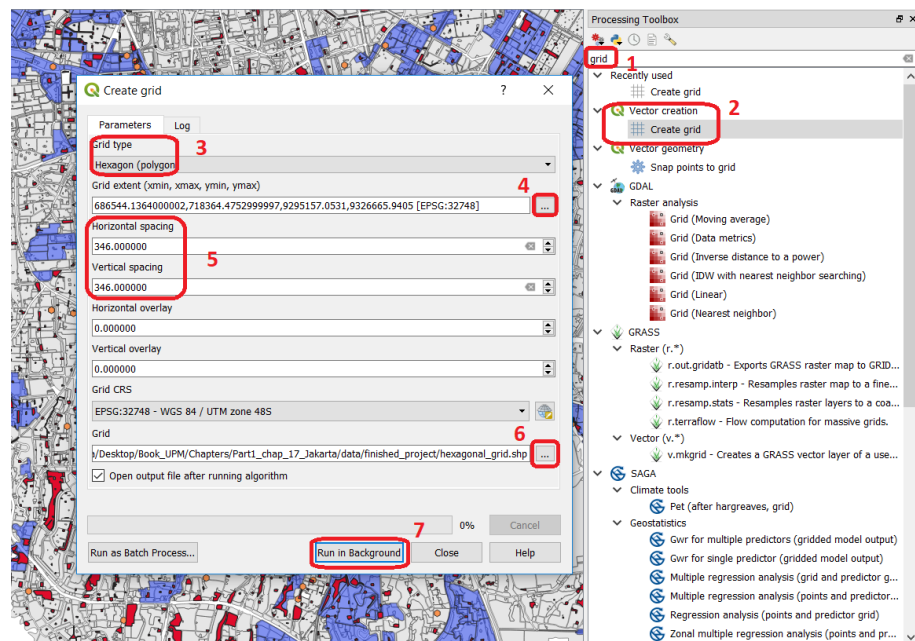 Create grid
?
Parameters
Log
Grid type
3
Hexagon (polygon
Grid extent (xmin, xmax, ymin, ymax)
4
686544.1364000002,718364.4752999997,9295157.0531,9326665.9405 [EPSG:32748]
...
Horizontal spacing
346.000000
5
Vertical spacing
346.000000
Horizontal overlay
0.000000
Vertical overlay
0.000000
Grid CRS
EPSG:32748 - WGS 84 / UTM zone 48S
Grid
6
/Desktop/Book_UPM/Chapters/Part1_chap_17_Jakarta/data/finished_project/hexagonal_grid.shp
...
Open output file after running algorithm
7
0%
Cancel
Run as Batch Process...
Run in Background
Close
Help
Processing Toolbox
grid
1
Recently used
Create grid
Vector creation
2
Create grid
Vector geometry
Snap points to grid
GDAL
Raster analysis
Grid (Moving average)
Grid (Data metrics)
Grid (Inverse distance to a power)
Grid (IDW with nearest neighbor searching)
Grid (Linear)
Grid (Nearest neighbor)
GRASS
Raster (r.*)
r.out.gridatb - Exports GRASS raster map to GRID...
r.resamp.interp - Resamples raster map to a fine...
r.resamp.stats - Resamples raster layers to a coa...
r.terraflow - Flow computation for massive grids.
Vector (v.*)
v.mkgrid - Creates a GRASS vector layer of a use...
SAGA
Climate tools
Pet (after hargreaves, grid)
Geostatistics
Gwr for multiple predictors (gridded model output)
Gwr for single predictor (gridded model output)
Multiple regression analysis (grid and predictor g...
Multiple regression analysis (points and predictor...
Regression analysis (points and predictor grid)
Zonal multiple regression analysis (points and pr...